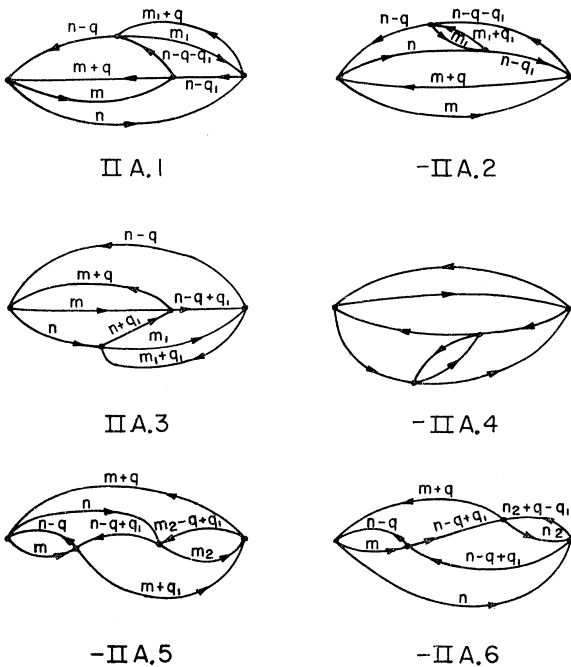 m₁+q
n-q m₁
n-q-q₁
m+q
m n-q₁
n
II A.1
n-q n-q-q₁
m₁ m₁+q₁
n
n-q₁
m+q
m
-II A.2
n-q
m+q
m n-q+q₁
n n+q₁ m₁
m₁+q₁
II A.3
-II A.4
m+q
n
n-q n-q+q₁ m₂-q+q₁
m m₂
m+q₁
-II A.5
m+q
n₂+q-q₁
n-q n-q+q₁ n₂
m
n-q+q₁
n
-II A.6